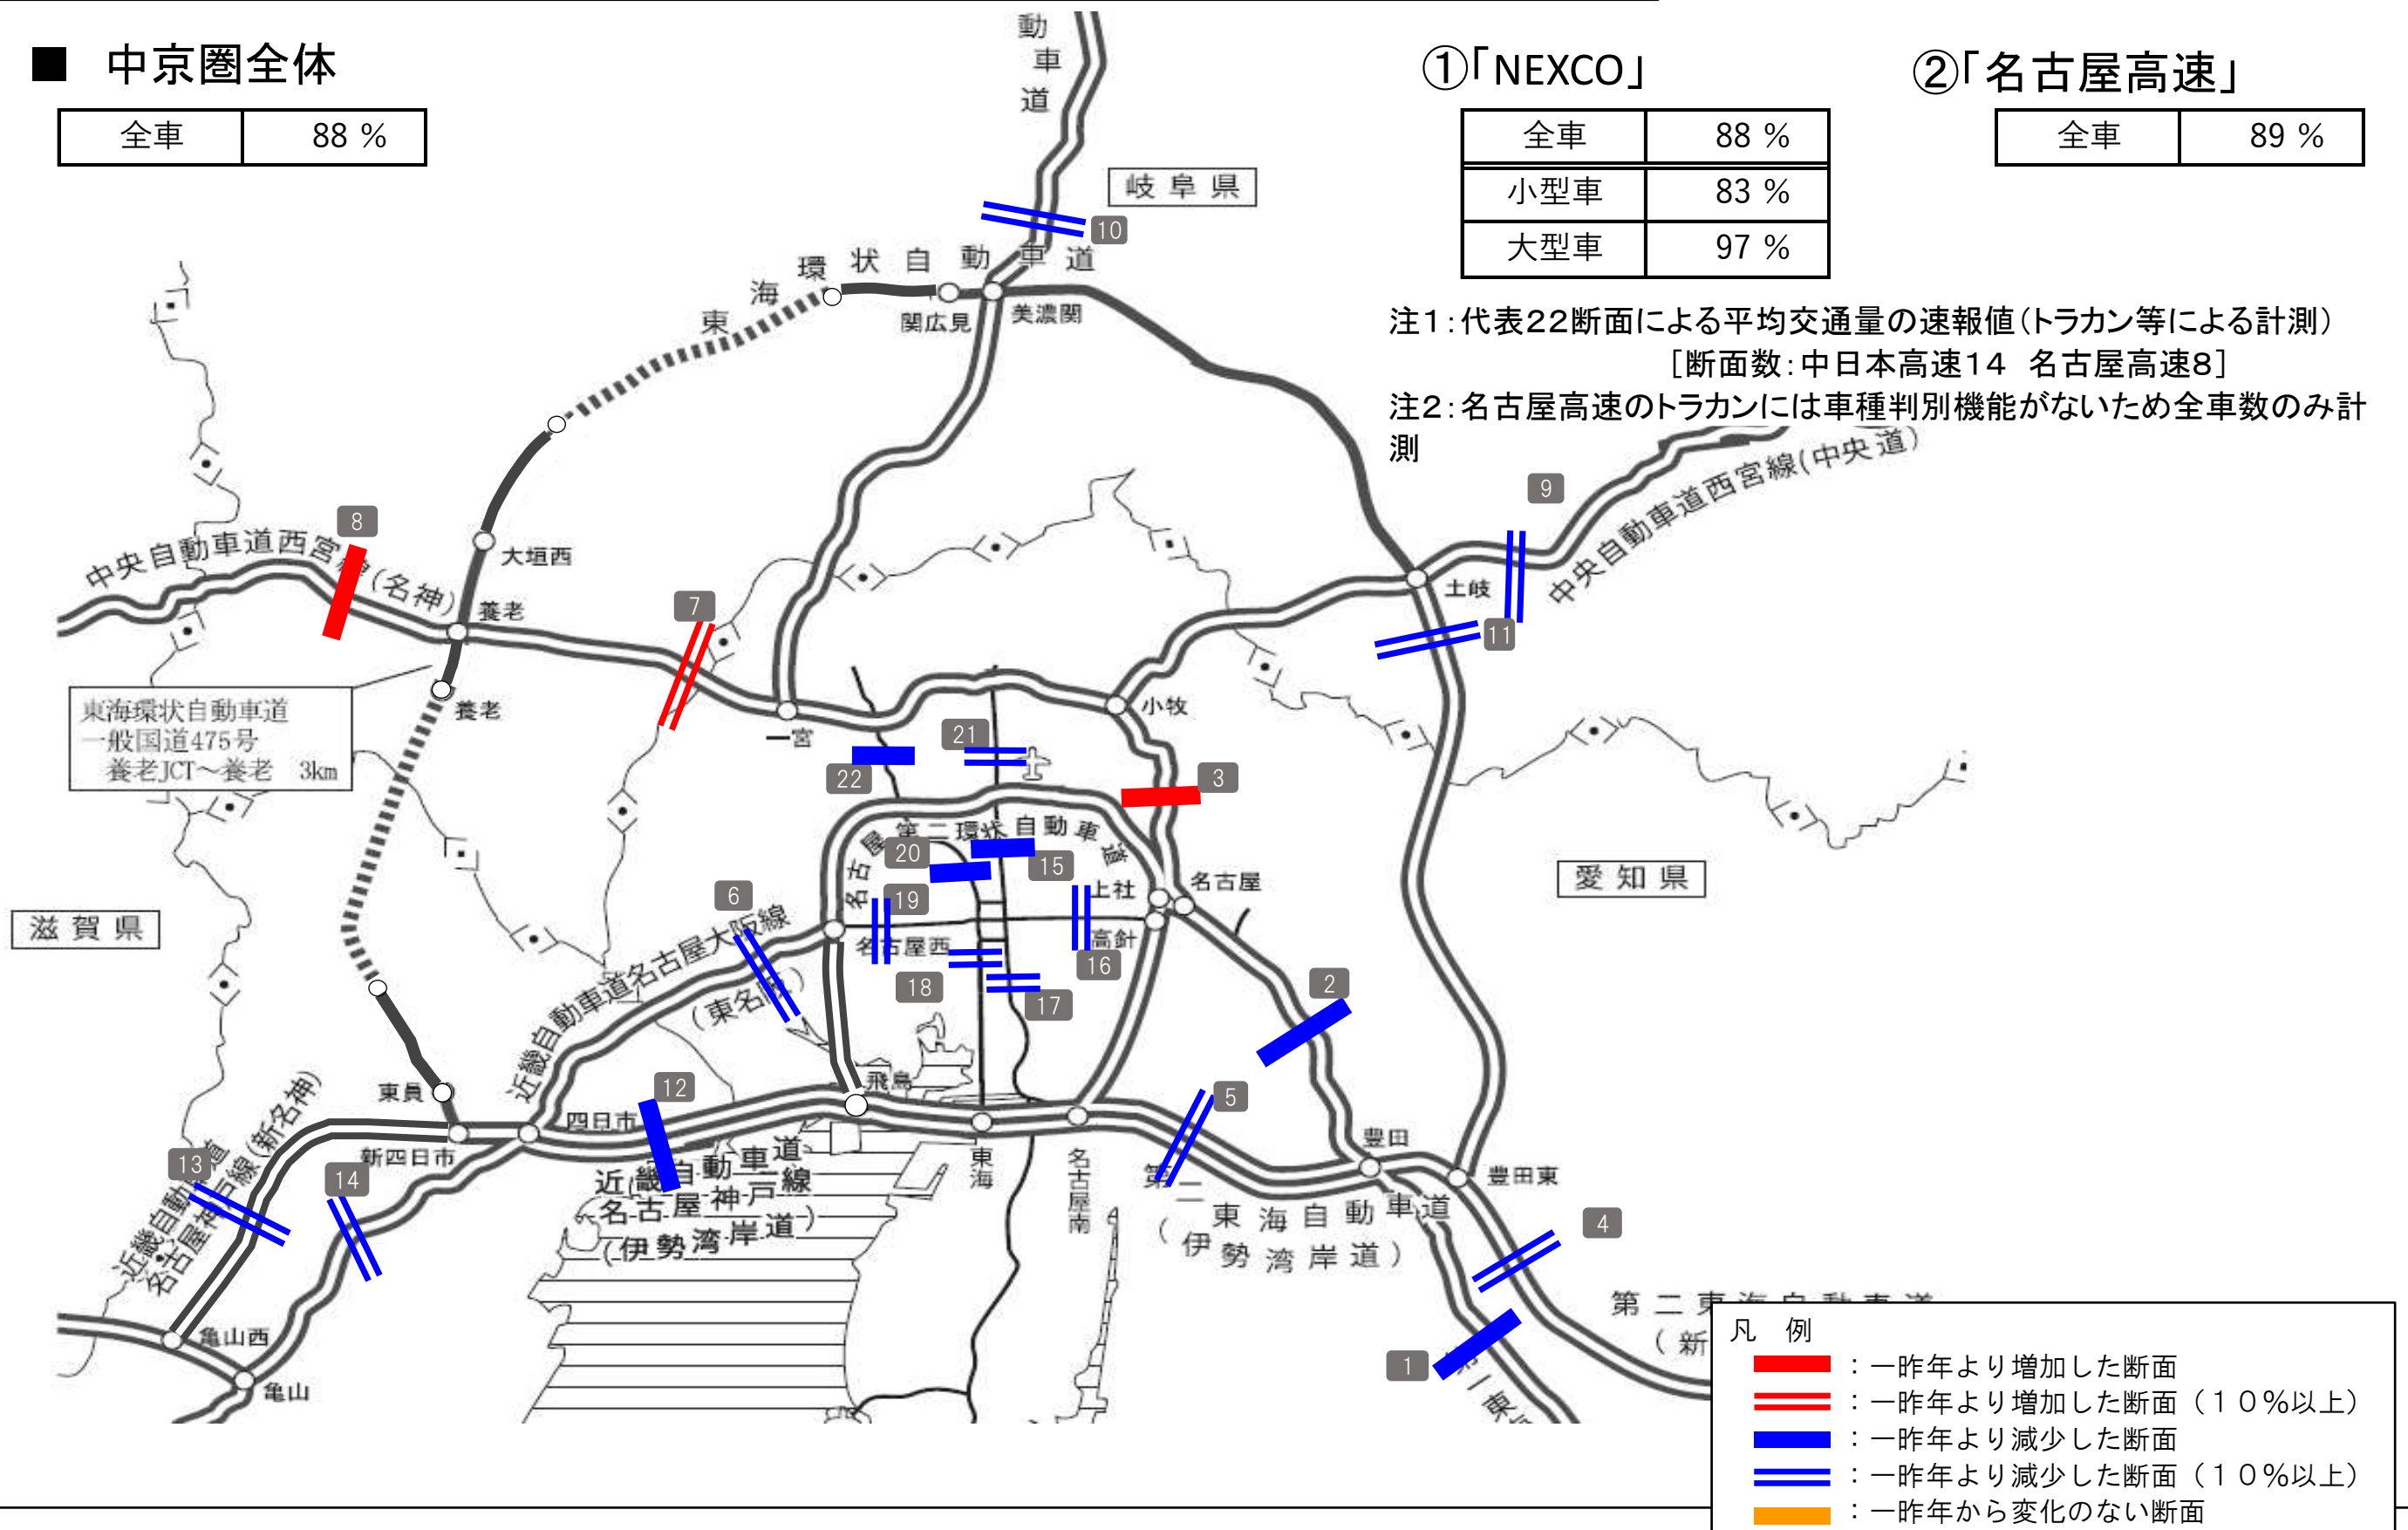 ■ 中京圏全体
全車 88 %
①「NEXCO」
全車 88 %
小型車 83 %
大型車 97 %
②「名古屋高速」
全車 89 %
注1:代表22断面による平均交通量の速報値(トラカン等による計測)
[断面数:中日本高速14 名古屋高速8]
注2:名古屋高速のトラカンには車種判別機能がないため全車数のみ計
測
動車道
岐阜県
10
東海環状自動車道
関広見
美濃関
9
中央自動車道西宮線(中央道)
8
中央自動車道西宮線(名神)
大垣西
養老
7
土岐
11
養老
東海環状自動車道
一般国道475号
養老JCT～養老 3km
一宮
小牧
21
22
3
名古屋第二環状自動車道
20
15
19
上社
名古屋
愛知県
滋賀県
6
近畿自動車道名古屋大阪線
(東名阪)
名古屋西
高針
16
18
17
2
飛島
東員
12
四日市
5
新四日市
近畿自動車道
名古屋神戸線(新名神)
13
14
近畿自動車道
名古屋神戸線
(伊勢湾岸道)
東海
名古屋南
豊田
豊田東
第二東海自動車道
(伊勢湾岸道)
4
亀山西
亀山
1
第二東海自動車道
(新
第一東
凡 例
:一昨年より増加した断面
:一昨年より増加した断面(10%以上)
:一昨年より減少した断面
:一昨年より減少した断面(10%以上)
:一昨年から変化のない断面